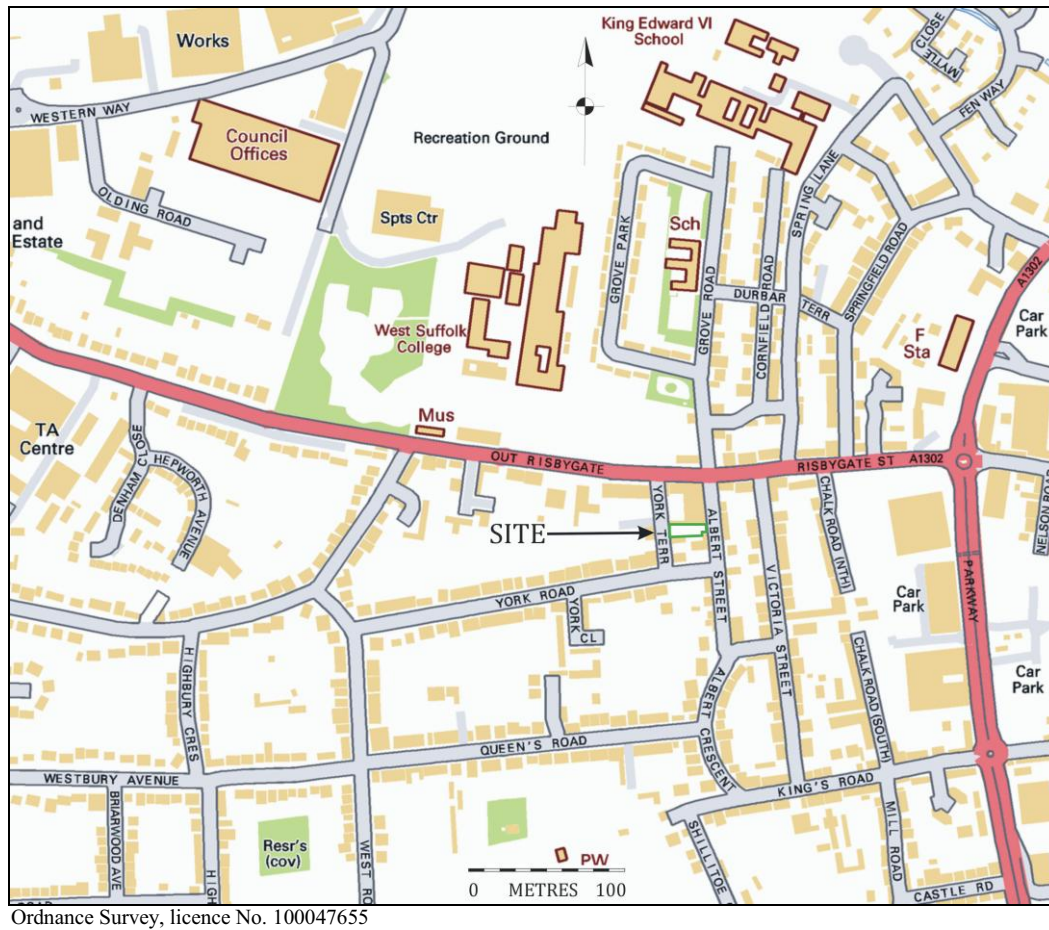 King Edward VI
School
Works
MYTLE CLOSE
FEN WAY
WESTERN WAY
Council
Offices
Recreation Ground
OLDING ROAD
SPRING LANE
Spts Ctr
and
Estate
Sch
GROVE PARK
GROVE ROAD
DURBAR
TERR
CORNFIELD ROAD
SPRINGFIELD ROAD
A1302
Car
Park
West Suffolk
College
F
Sta
Mus
TA
Centre
OUT RISBYGATE
RISBYGATE ST
A1302
DENHAM CLOSE
HEPWORTH AVENUE
YORK TERR
ALBERT STREET
VICTORIA STREET
CHALK ROAD (NTH)
NELSON ROAD
SITE
PARKWAY
Car
Park
YORK ROAD
YORK
CL
HIGHBURY CRES
ALBERT CRESCENT
CHALK ROAD (SOUTH)
Car
Park
QUEEN'S ROAD
WESTBURY AVENUE
KING'S ROAD
BRIARWOOD AVE
HIGH
WEST RO
Resr's
(cov)
SHILLITOE
MILL ROAD
PW
CASTLE RD
0 METRES 100
ROAD
Ordnance Survey, licence No. 100047655